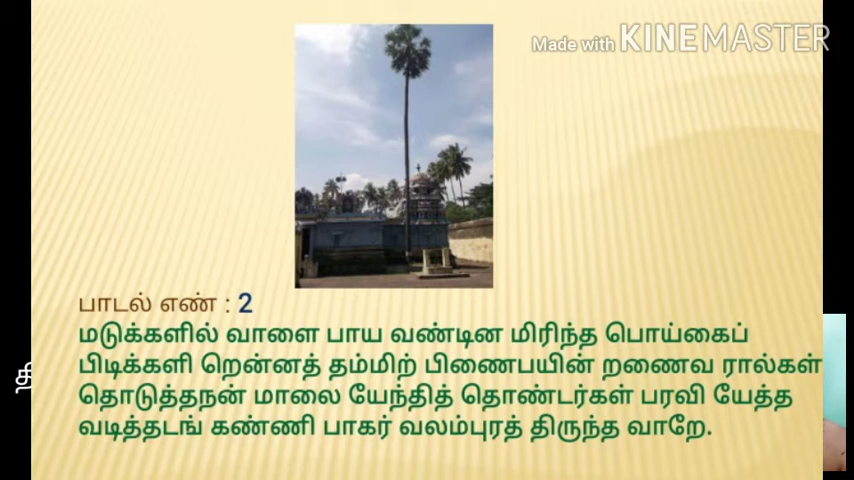 Made with KINEMASTER
பாடல் எண் : 2
மடுக்களில் வாளை பாய வண்டின மிரிந்த பொய்கைப்
பிடிக்களி றென்னத் தம்மிற் பிணைபயின் றணைவ ரால்கள்
தொடுத்தநன் மாலை யேந்தித் தொண்டர்கள் பரவி யேத்த
வடித்தடங் கண்ணி பாகர் வலம்புரத் திருந்த வாறே.